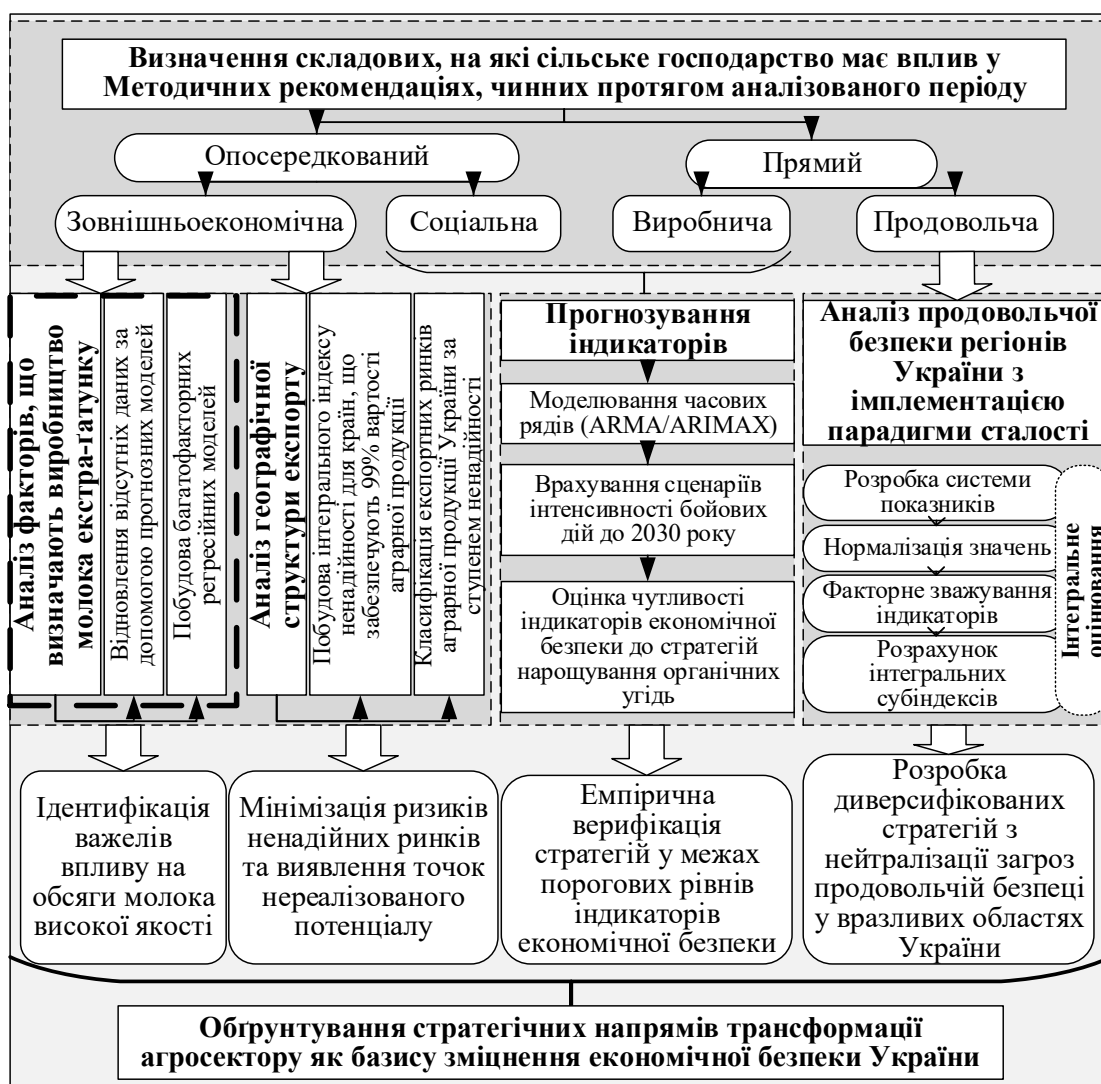 Визначення складових, на які сільське господарство має вплив у
Методичних рекомендаціях, чинних протягом аналізованого періоду
Опосередкований
Прямий
Зовнішньоекономічна
Соціальна
Виробнича
Продовольча
Аналіз факторів, що
визначають виробництво
молока екстра-ґатунку
Відновлення відсутніх даних за
допомогою прогнозних моделей
Побудова багатофакторних
регресійних моделей
Аналіз географічної
структури експорту
Побудова інтегрального індексу
ненадійності для країн, що
забезпечують 99% вартості
аграрної продукції
Класифікація експортних ринків
аграрної продукції України за
ступенем ненадійності
Прогнозування
індикаторів
Моделювання часових
рядів (ARMA/ARIMAX)
Врахування сценаріїв
інтенсивності бойових
дій до 2030 року
Оцінка чутливості
індикаторів економічної
безпеки до стратегій
нарощування органічних
угідь
Аналіз продовольчої
безпеки регіонів
України з
імплементацією
парадигми сталості
Розробка системи
показників
Нормалізація значень
Факторне зважування
індикаторів
Розрахунок
інтегральних
субіндексів
Інтегральне
оцінювання
Ідентифікація
важелів
впливу на
обсяги молока
високої якості
Мінімізація ризиків
ненадійних ринків
та виявлення точок
нереалізованого
потенціалу
Емпірична
верифікація
стратегій у межах
порогових рівнів
індикаторів
економічної безпеки
Розробка
диверсифікованих
стратегій з
нейтралізації загроз
продовольчій безпеці
у вразливих областях
України
Обґрунтування стратегічних напрямів трансформації
агросектору як базису зміцнення економічної безпеки України